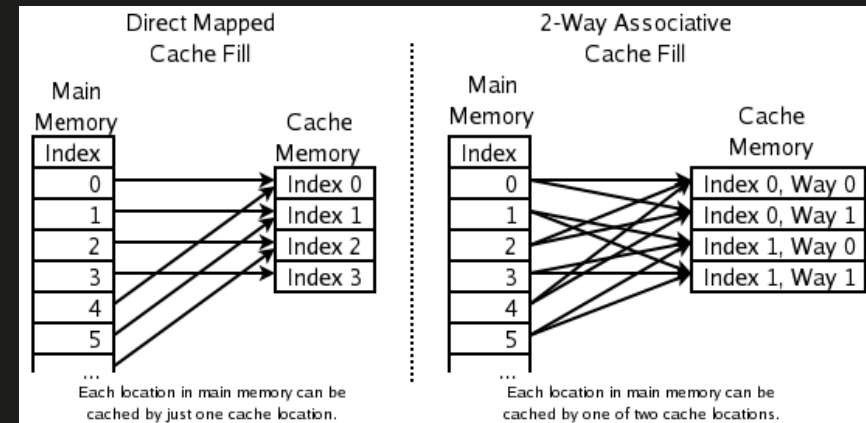 Direct Mapped
Cache Fill
Main
Memory
Index
0
1
2
3
4
5
...
Cache
Memory
Index 0
Index 1
Index 2
Index 3
Each location in main memory can be
cached by just one cache location.
2-Way Associative
Cache Fill
Main
Memory
Index
0
1
2
3
4
5
...
Cache
Memory
Index 0, Way 0
Index 0, Way 1
Index 1, Way 0
Index 1, Way 1
Each location in main memory can be
cached by one of two cache locations.